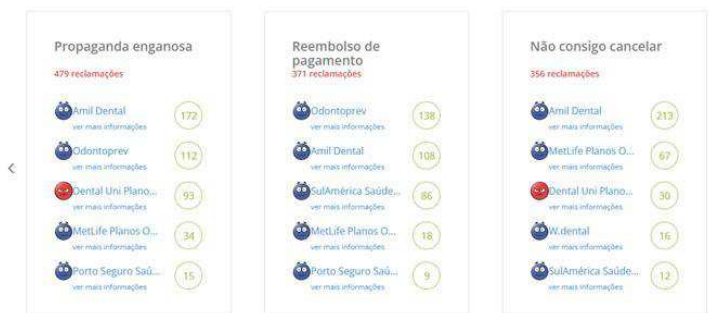 Propaganda enganosa
479 reclamações
Amil Dental
ver mais informações
172
Odontoprev
ver mais informações
112
Dental Uni Plano...
ver mais informações
93
MetLife Planos O...
ver mais informações
34
Porto Seguro Saú...
ver mais informações
15
Reembolso de
pagamento
371 reclamações
Odontoprev
ver mais informações
138
Amil Dental
ver mais informações
108
SulAmérica Saúde...
ver mais informações
86
MetLife Planos O...
ver mais informações
18
Porto Seguro Saú...
ver mais informações
9
Não consigo cancelar
356 reclamações
Amil Dental
ver mais informações
213
MetLife Planos O...
ver mais informações
67
Dental Uni Plano...
ver mais informações
30
W.dental
ver mais informações
16
SulAmérica Saúde...
ver mais informações
12